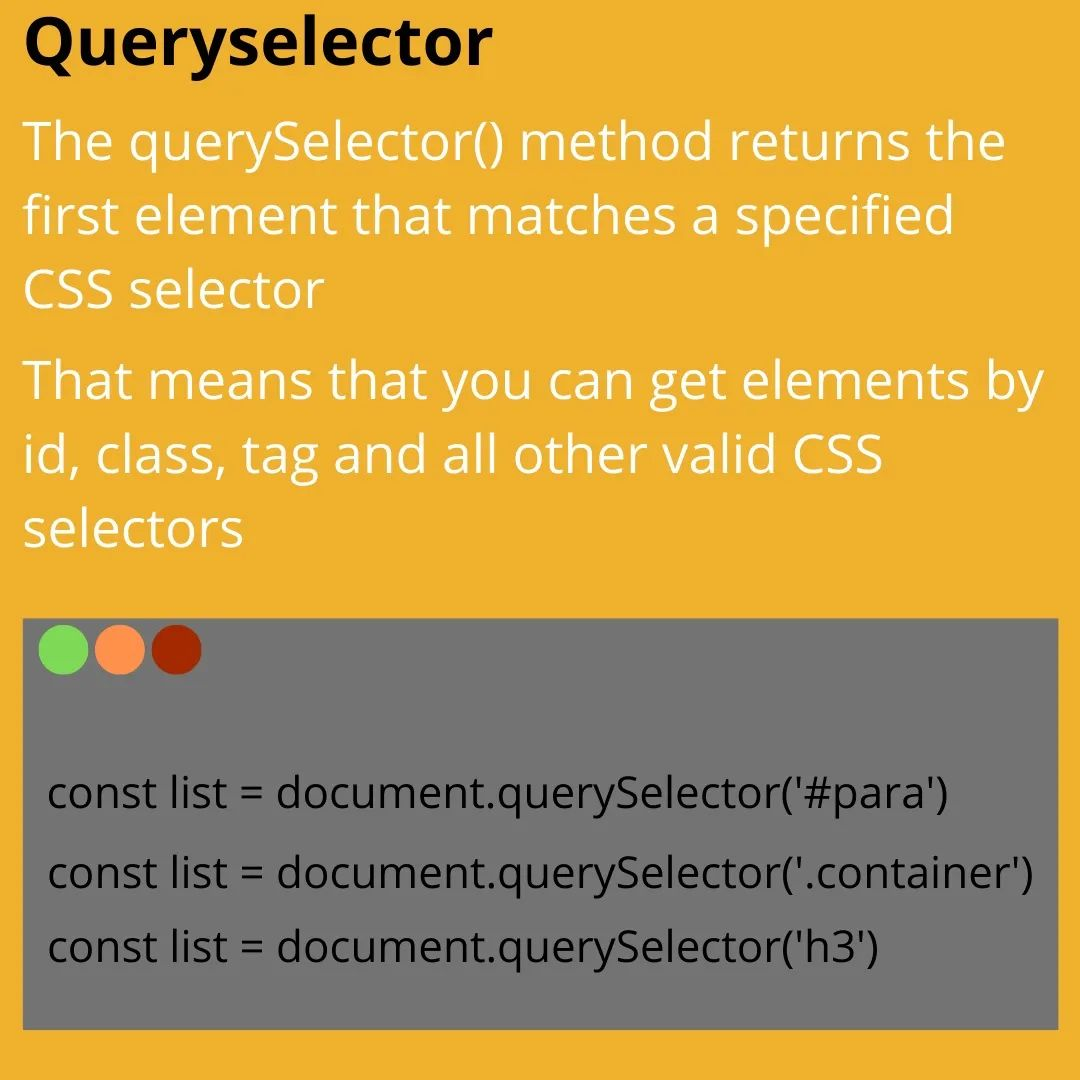 Queryselector
The querySelector() method returns the
first element that matches a specified
CSS selector
That means that you can get elements by
id, class, tag and all other valid CSS
selectors
const list = document.querySelector('#para')
const list = document.querySelector('.container')
const list = document.querySelector('h3')